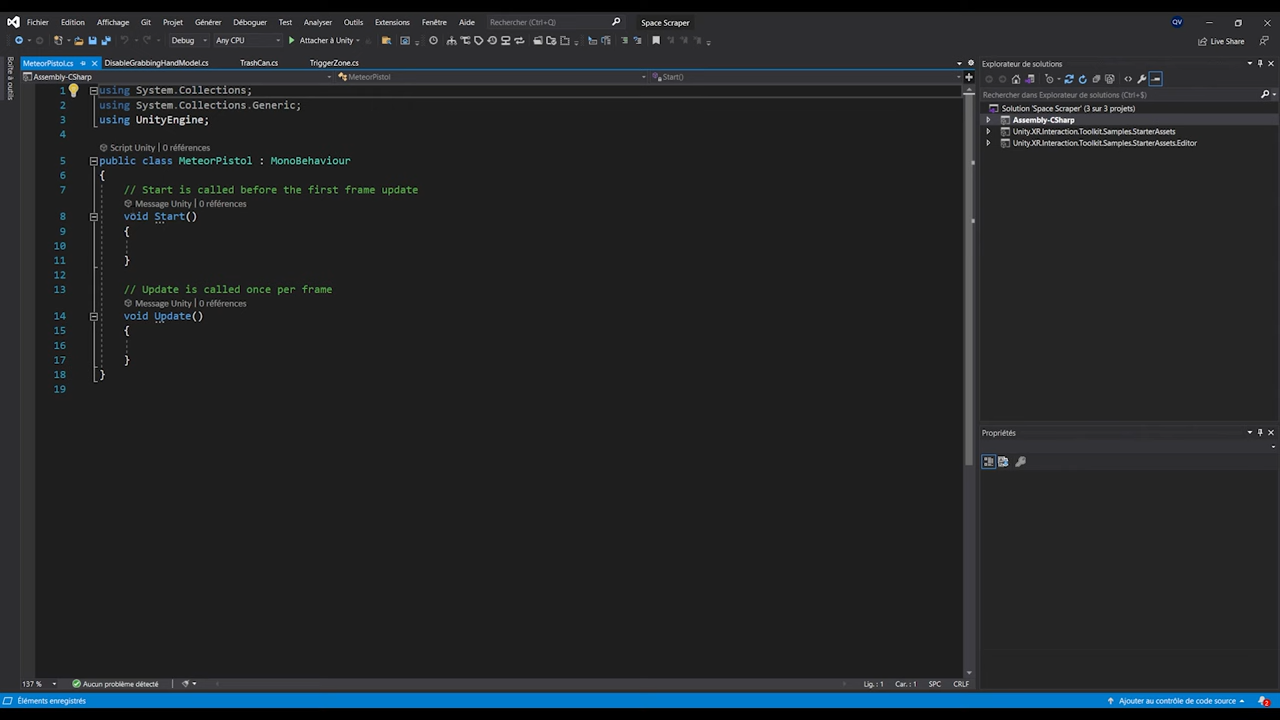 Fichier Edition Affichage Git Projet Générer Déboguer Test Analyser Outils Extensions Fenêtre Aide Rechercher (Ctrl+Q) Space Scraper QV
Debug Any CPU Attacher à Unity Live Share
Boîte à outils
MeteorPistol.cs DisableGrabbingHandModel.cs TrashCan.cs TriggerZone.cs
Assembly-CSharp MeteorPistol Start()
1 using System.Collections;
2 using System.Collections.Generic;
3 using UnityEngine;
4
Script Unity | 0 références
5 public class MeteorPistol : MonoBehaviour
6 {
7 // Start is called before the first frame update
Message Unity | 0 références
8 void Start()
9 {
10
11 }
12
13 // Update is called once per frame
Message Unity | 0 références
14 void Update()
15 {
16
17 }
18 }
19
137 % Aucun problème détecté Lig. : 1 Car. : 1 SPC CRLF
Explorateur de solutions
Rechercher dans Explorateur de solutions (Ctrl+$)
Solution 'Space Scraper' (3 sur 3 projets)
Assembly-CSharp
Unity.XR.Interaction.Toolkit.Samples.StarterAssets
Unity.XR.Interaction.Toolkit.Samples.StarterAssets.Editor
Propriétés
Éléments enregistrés Ajouter au contrôle de code source 2